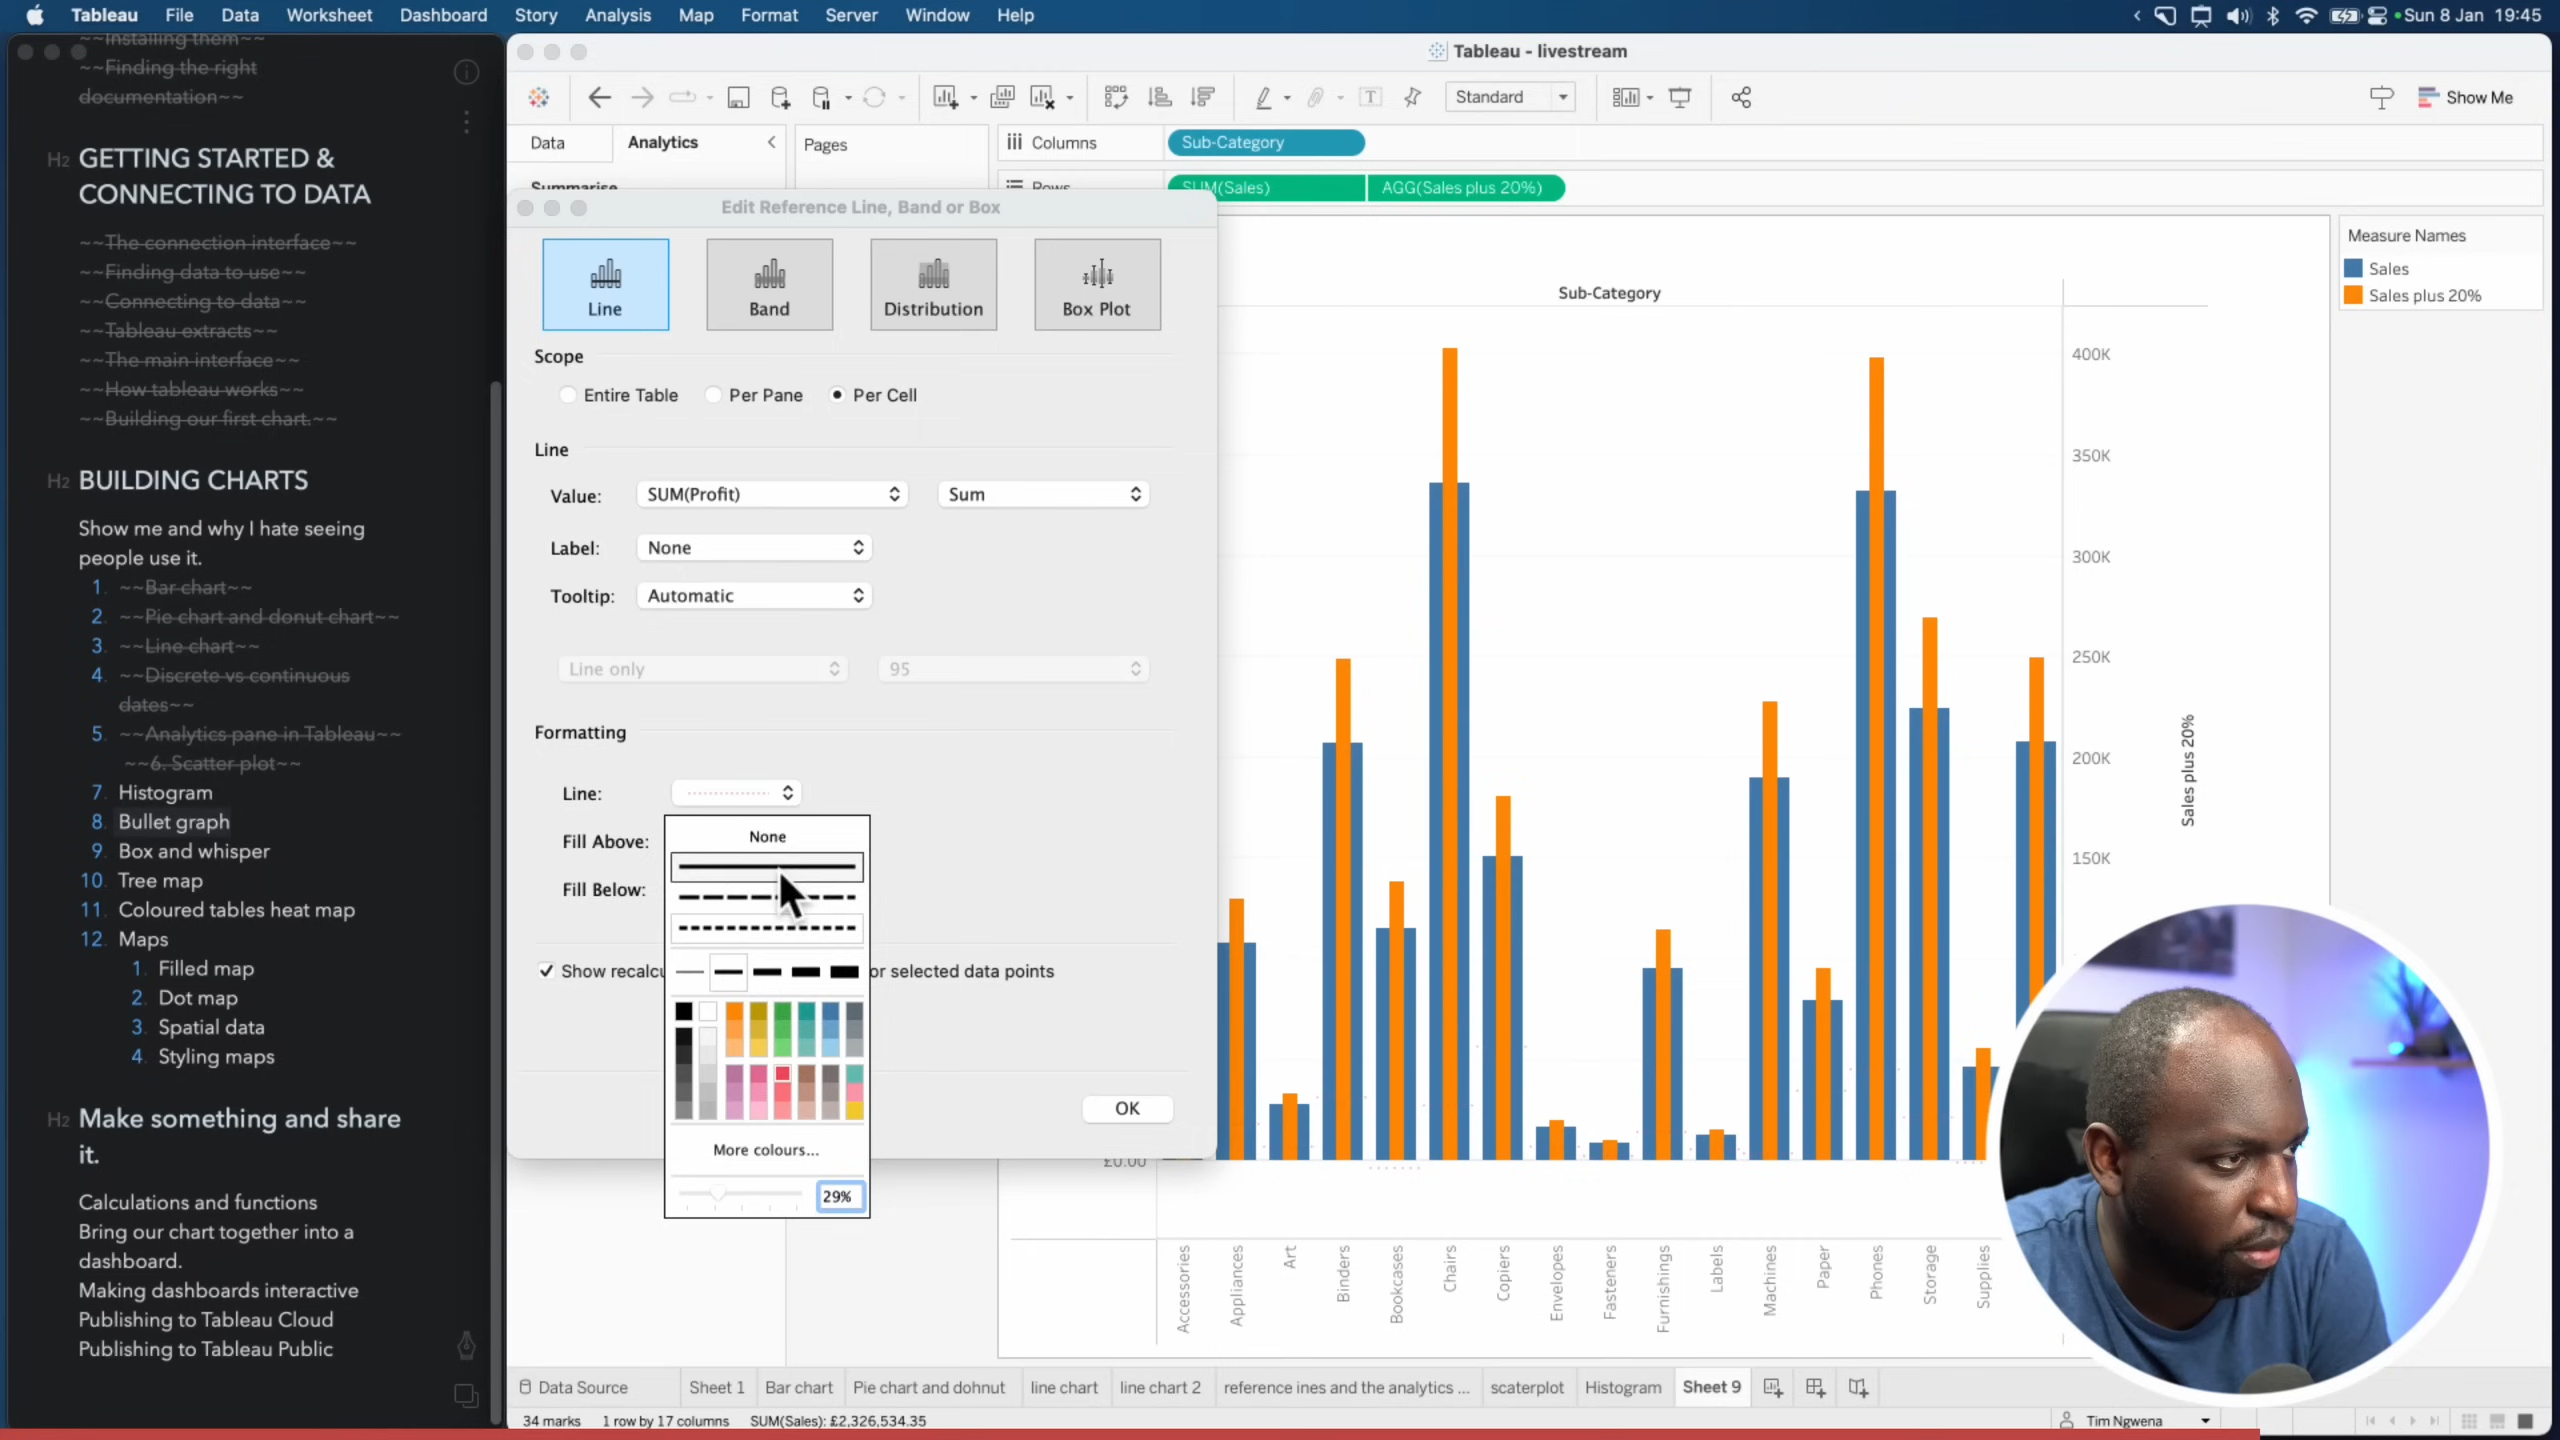 Tableau File Data Worksheet Dashboard Story Analysis Map Format Server Window Help
Sun 8 Jan 19:45
~~Installing them~~
~~Finding the right
documentation~~
H2 GETTING STARTED &
CONNECTING TO DATA
~~The connection interface~~
~~Finding data to use~~
~~Connecting to data~~
~~Tableau extracts~~
~~The main interface~~
~~How tableau works~~
~~Building our first chart.~~
H2 BUILDING CHARTS
Show me and why I hate seeing
people use it.
1. ~~Bar chart~~
2. ~~Pie chart and donut chart~~
3. ~~Line chart~~
4. ~~Discrete vs continuous
dates~~
5. ~~Analytics pane in Tableau~~
~~6. Scatter plot~~
7. Histogram
8. Bullet graph
9. Box and whisper
10. Tree map
11. Coloured tables heat map
12. Maps
1. Filled map
2. Dot map
3. Spatial data
4. Styling maps
H2 Make something and share
it.
Calculations and functions
Bring our chart together into a
dashboard.
Making dashboards interactive
Publishing to Tableau Cloud
Publishing to Tableau Public
Tableau - livestream
Standard
Show Me
Data Analytics
Summarise
Pages
Columns Sub-Category
Rows SUM(Sales) AGG(Sales plus 20%)
Edit Reference Line, Band or Box
Line Band Distribution Box Plot
Scope
Entire Table Per Pane Per Cell
Line
Value: SUM(Profit) Sum
Label: None
Tooltip: Automatic
Line only 95
Formatting
Line:
Fill Above:
Fill Below:
None
Show recalcu or selected data points
More colours...
29%
OK
Sub-Category
400K
350K
300K
250K
200K
150K
Sales plus 20%
£0.00
Accessories
Appliances
Art
Binders
Bookcases
Chairs
Copiers
Envelopes
Fasteners
Furnishings
Labels
Machines
Paper
Phones
Storage
Supplies
Measure Names
Sales
Sales plus 20%
Data Source Sheet 1 Bar chart Pie chart and dohnut line chart line chart 2 reference ines and the analytics ... scaterplot Histogram Sheet 9
34 marks 1 row by 17 columns SUM(Sales): £2,326,534.35
Tim Ngwena